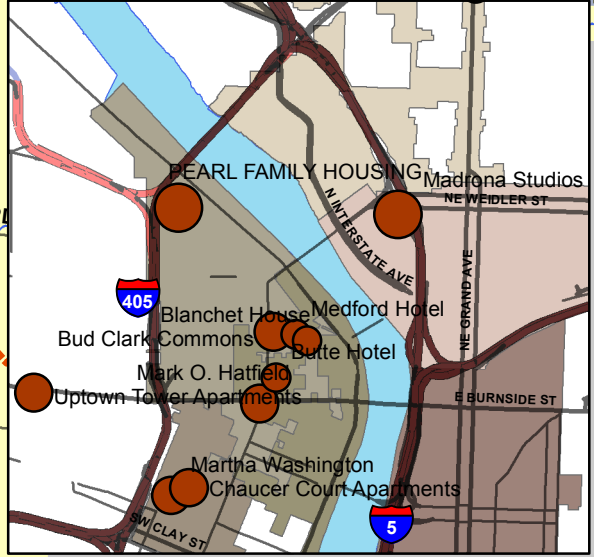 PEARL FAMILY HOUSING
Madrona Studios
NE WEIDLER ST
N INTERSTATE AVE
NE GRAND AVE
405
Blanchet House
Medford Hotel
Bud Clark Commons
Butte Hotel
Mark O. Hatfield
Uptown Tower Apartments
E BURNSIDE ST
Martha Washington
Chaucer Court Apartments
SW CLAY ST
5